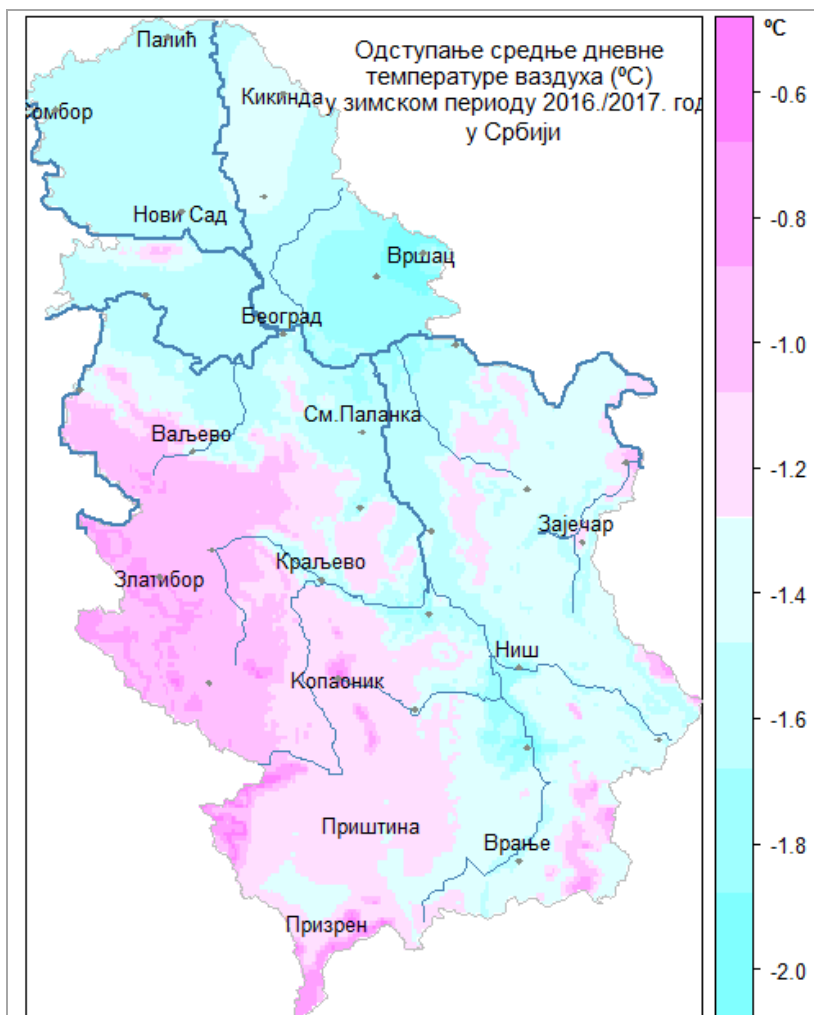 Одступање средње дневне
температуре ваздуха (ºС)
у зимском периоду 2016./2017. год
у Србији
ºC
Палић
Кикинда
Сомбор
Нови Сад
Вршац
Београд
См.Паланка
Ваљево
Зајечар
Златибор
Краљево
Ниш
Копаоник
Приштина
Врање
Призрен
-0.6
-0.8
-1.0
-1.2
-1.4
-1.6
-1.8
-2.0